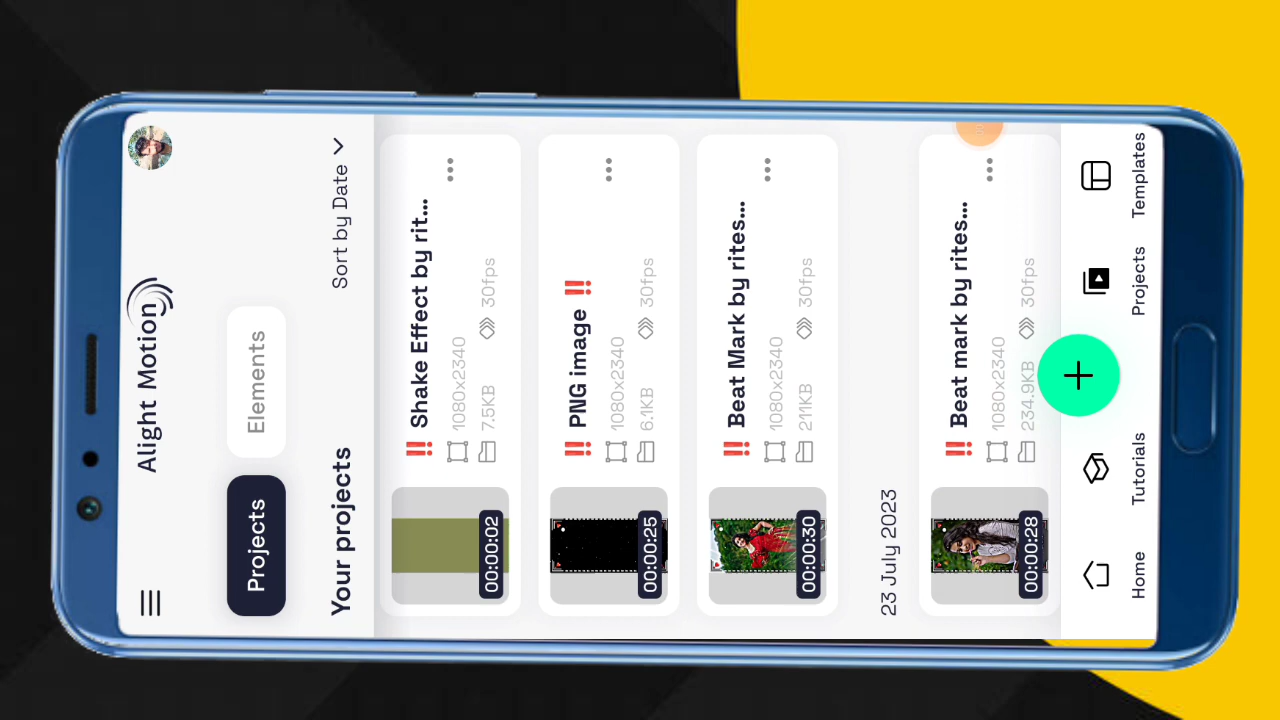 Alight Motion
Projects
Elements
Your projects
Sort by Date
‼️ Shake Effect by rit...
1080x2340
7.5KB
30fps
00:00:02
‼️ PNG image ‼️
1080x2340
6.1KB
30fps
00:00:25
‼️ Beat Mark by rites...
1080x2340
211KB
30fps
00:00:30
23 July 2023
‼️ Beat mark by rites...
1080x2340
234.9KB
30fps
00:00:28
Home
Tutorials
Projects
Templates